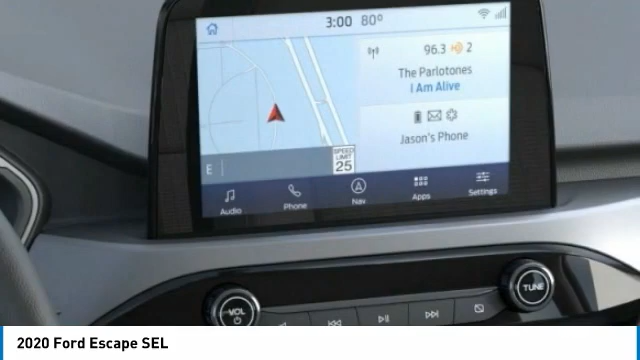 3:00 80°
96.3 2
The Parlotones
I Am Alive
Jason's Phone
E
SPEED
LIMIT
25
Audio Phone Nav Apps Settings
VOL TUNE
2020 Ford Escape SEL